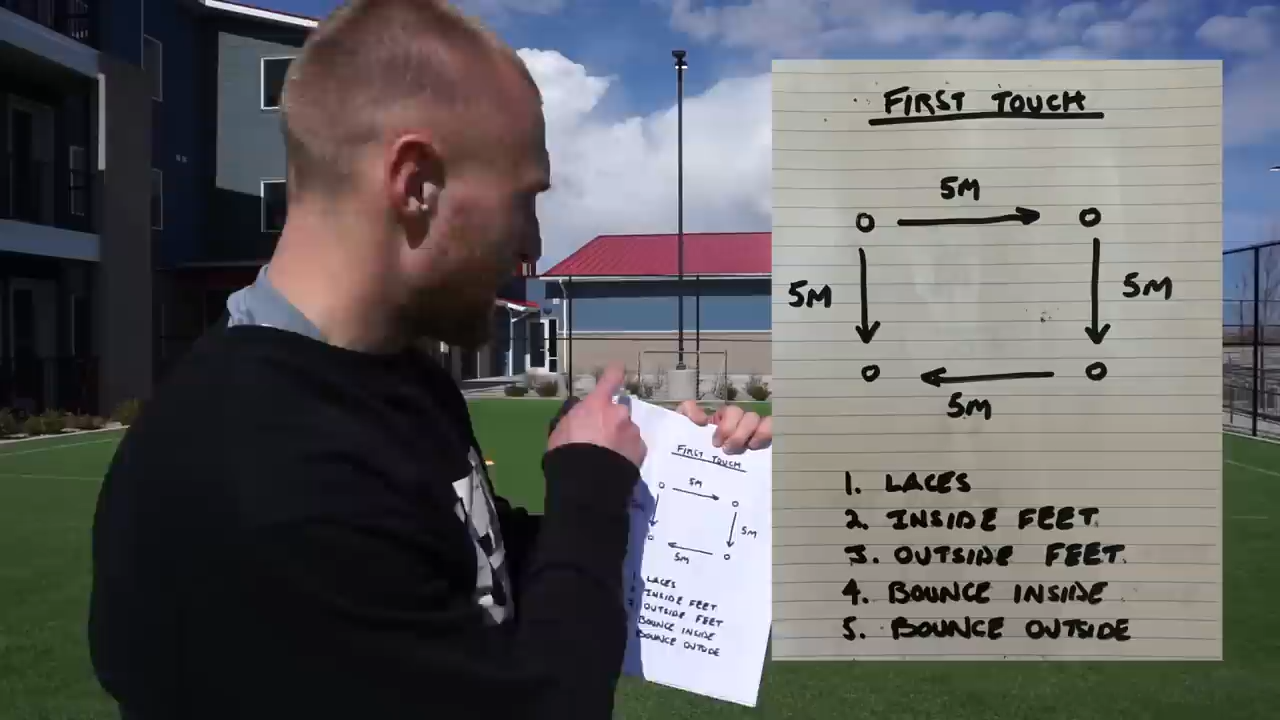 FIRST TOUCH
5M
5M
5M
5M
1. LACES
2. INSIDE FEET
3. OUTSIDE FEET.
4. BOUNCE INSIDE
5. BOUNCE OUTSIDE
FIRST TOUCH
5M
5M
5M
LACES
INSIDE FEET
OUTSIDE FEET
BOUNCE INSIDE
BOUNCE OUTSIDE